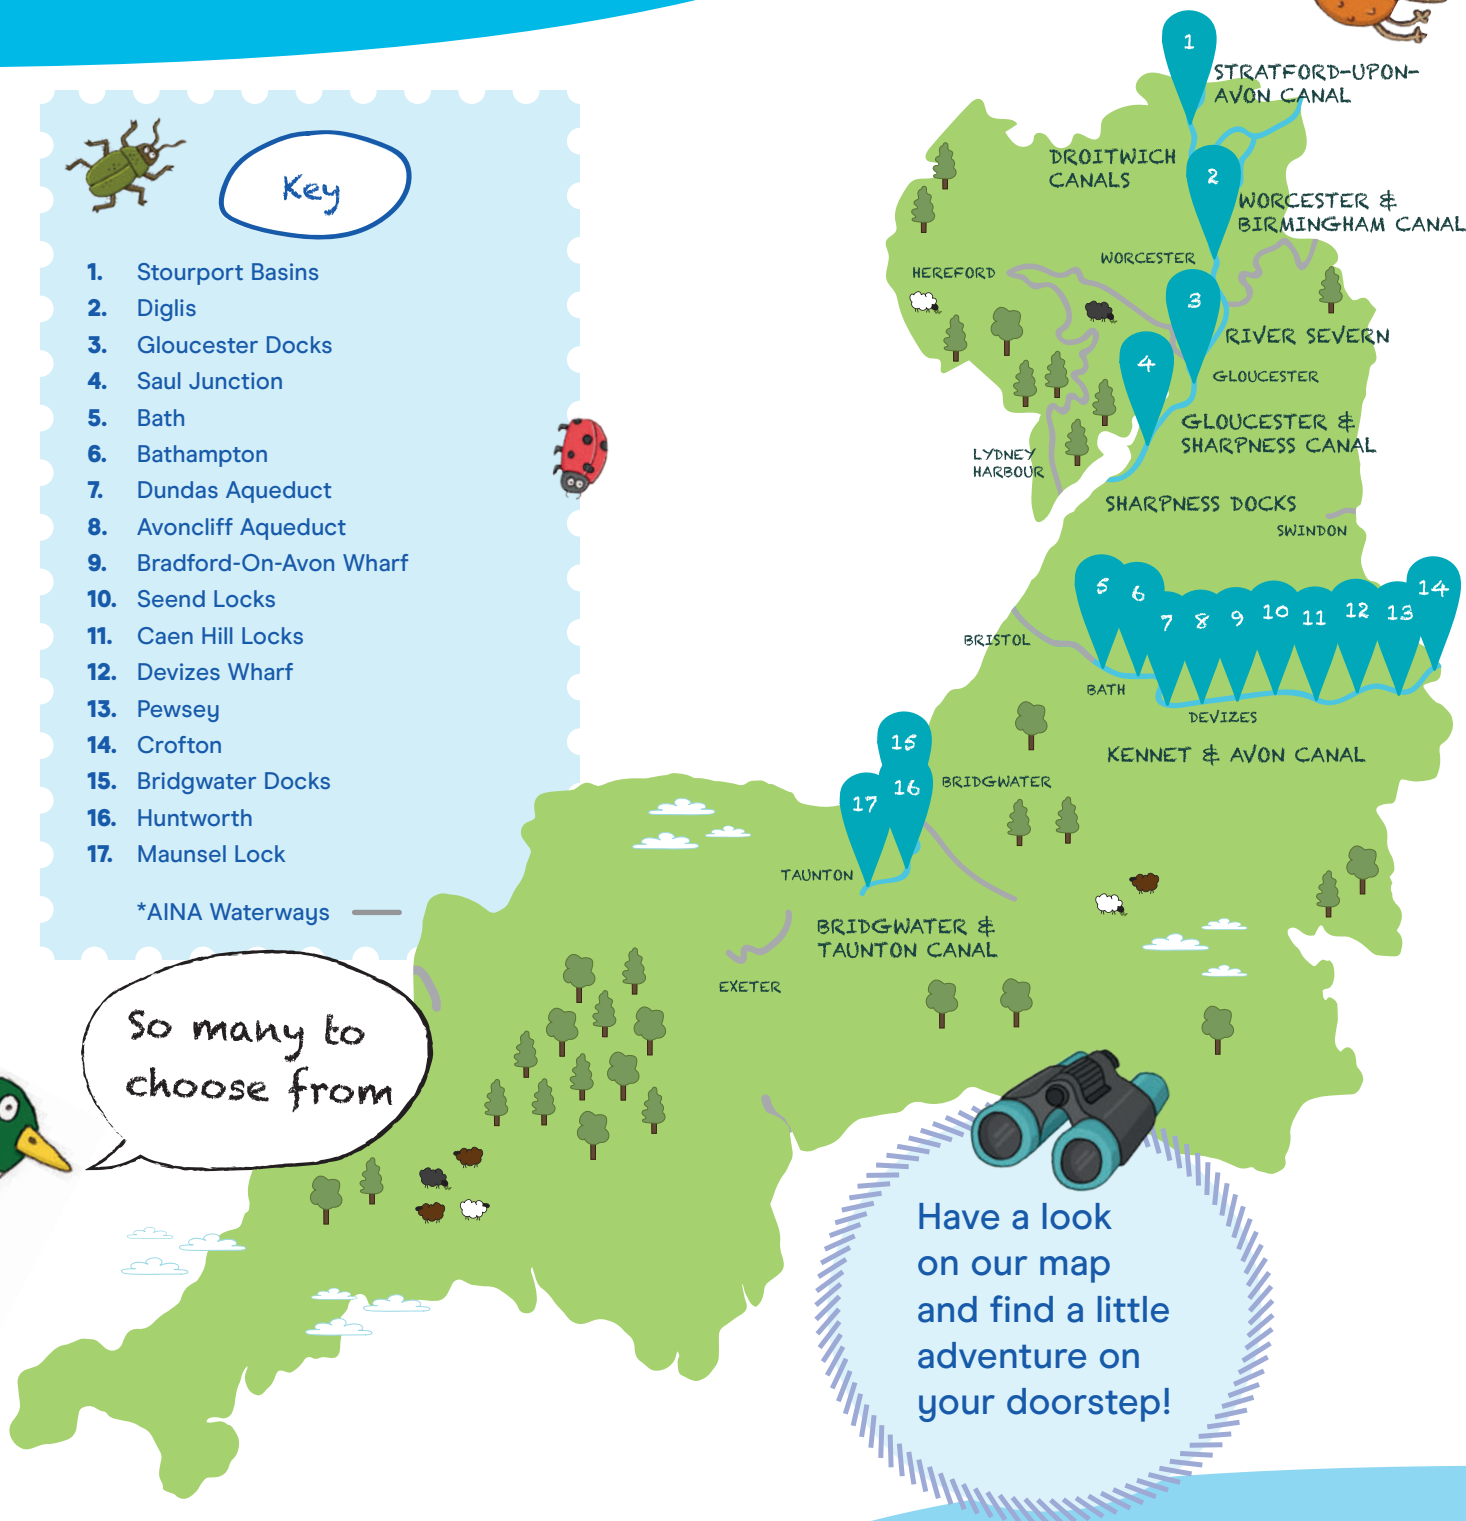 Key
1. Stourport Basins
2. Diglis
3. Gloucester Docks
4. Saul Junction
5. Bath
6. Bathampton
7. Dundas Aqueduct
8. Avoncliff Aqueduct
9. Bradford-On-Avon Wharf
10. Seend Locks
11. Caen Hill Locks
12. Devizes Wharf
13. Pewsey
14. Crofton
15. Bridgwater Docks
16. Huntworth
17. Maunsel Lock
*AINA Waterways
So many to
choose from
1
STRATFORD-UPON-
AVON CANAL
DROITWICH
CANALS
2
WORCESTER &
BIRMINGHAM CANAL
WORCESTER
HEREFORD
3
RIVER SEVERN
4
GLOUCESTER
GLOUCESTER &
SHARPNESS CANAL
LYDNEY
HARBOUR
SHARPNESS DOCKS
SWINDON
5
6
7
8
9
10
11
12
13
14
BRISTOL
BATH
DEVIZES
KENNET & AVON CANAL
15
16
17
BRIDGWATER
TAUNTON
BRIDGWATER &
TAUNTON CANAL
EXETER
Have a look
on our map
and find a little
adventure on
your doorstep!